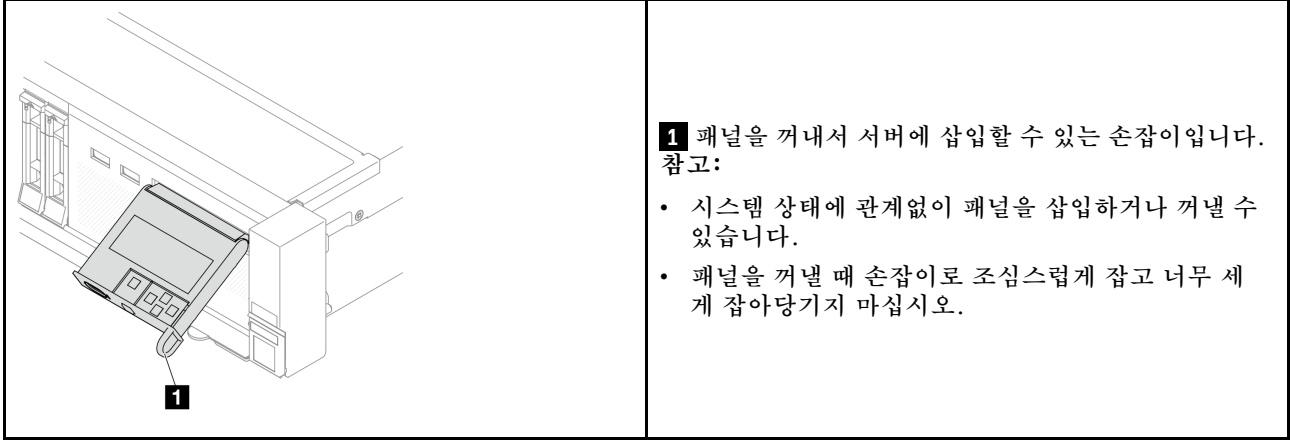 1
1 패널을 꺼내서 서버에 삽입할 수 있는 손잡이입니다.
참고:
• 시스템 상태에 관계없이 패널을 삽입하거나 꺼낼 수
있습니다.
• 패널을 꺼낼 때 손잡이로 조심스럽게 잡고 너무 세
게 잡아당기지 마십시오.